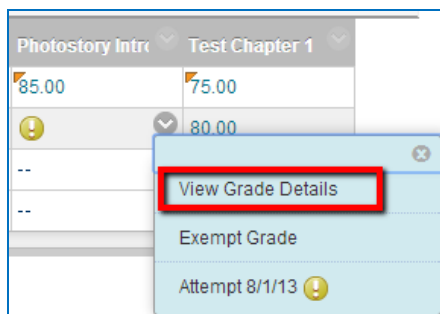 Photostory Intro Test Chapter 1
85.00 75.00
80.00
--
--
View Grade Details
Exempt Grade
Attempt 8/1/13